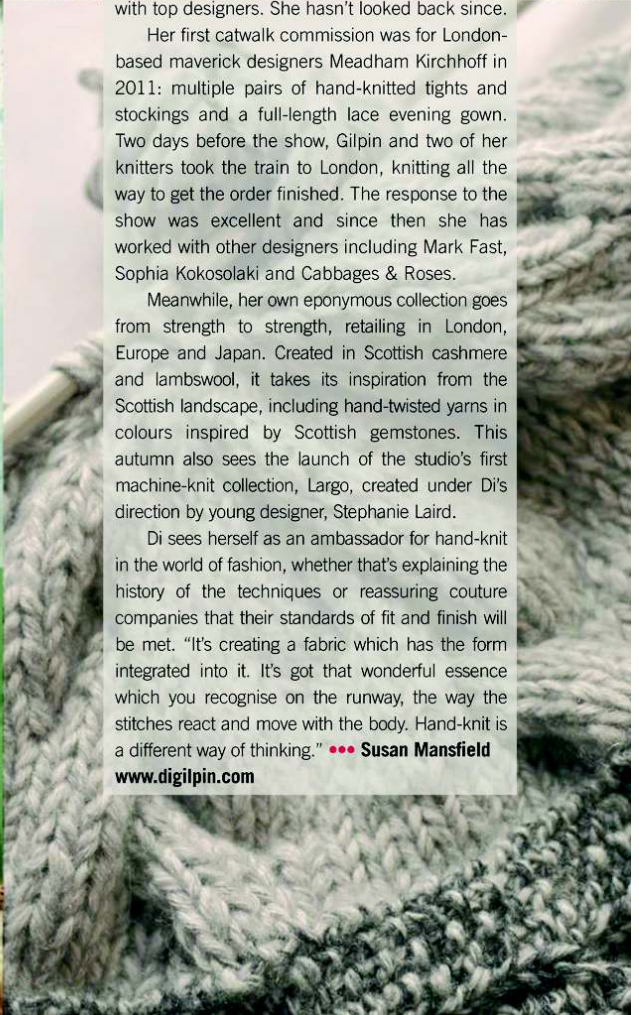 with top designers. She hasn't looked back since.
Her first catwalk commission was for London-
based maverick designers Meadham Kirchhoff in
2011: multiple pairs of hand-knitted tights and
stockings and a full-length lace evening gown.
Two days before the show, Gilpin and two of her
knitters took the train to London, knitting all the
way to get the order finished. The response to the
show was excellent and since then she has
worked with other designers including Mark Fast,
Sophia Kokosolaki and Cabbages & Roses.
Meanwhile, her own eponymous collection goes
from strength to strength, retailing in London,
Europe and Japan. Created in Scottish cashmere
and lambswool, it takes its inspiration from the
Scottish landscape, including hand-twisted yarns in
colours inspired by Scottish gemstones. This
autumn also sees the launch of the studio's first
machine-knit collection, Largo, created under Di's
direction by young designer, Stephanie Laird.
Di sees herself as an ambassador for hand-knit
in the world of fashion, whether that's explaining the
history of the techniques or reassuring couture
companies that their standards of fit and finish will
be met. “It's creating a fabric which has the form
integrated into it. It's got that wonderful essence
which you recognise on the runway, the way the
stitches react and move with the body. Hand-knit is
a different way of thinking.” ••• Susan Mansfield
www.digilpin.com